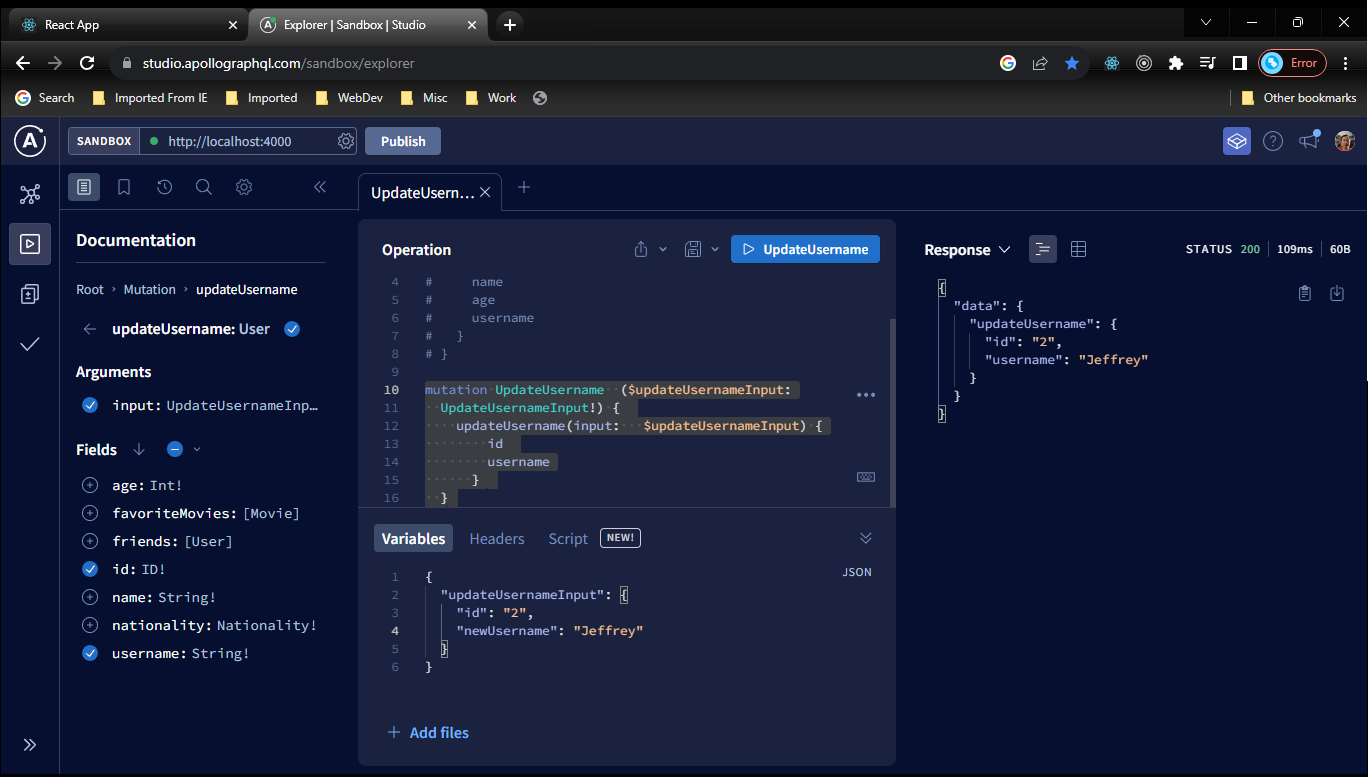 React App
Explorer | Sandbox | Studio
studio.apollographql.com/sandbox/explorer
Error
Search
Imported From IE
Imported
WebDev
Misc
Work
Other bookmarks
SANDBOX
http://localhost:4000
Publish
UpdateUsern...
Documentation
Root › Mutation › updateUsername
updateUsername: User
Arguments
input: UpdateUsernameInp...
Fields
age: Int!
favoriteMovies: [Movie]
friends: [User]
id: ID!
name: String!
nationality: Nationality!
username: String!
Operation
UpdateUsername
4 # name
5 # age
6 # username
7 # }
8 # }
9
10 mutation UpdateUsername ($updateUsernameInput:
11 UpdateUsernameInput!) {
12 updateUsername(input: $updateUsernameInput) {
13 id
14 username
15 }
16 }
Variables
Headers
Script
NEW!
JSON
1 {
2 "updateUsernameInput": {
3 "id": "2",
4 "newUsername": "Jeffrey"
5 }
6 }
+ Add files
Response
STATUS 200
109ms
60B
{
"data": {
"updateUsername": {
"id": "2",
"username": "Jeffrey"
}
}
}